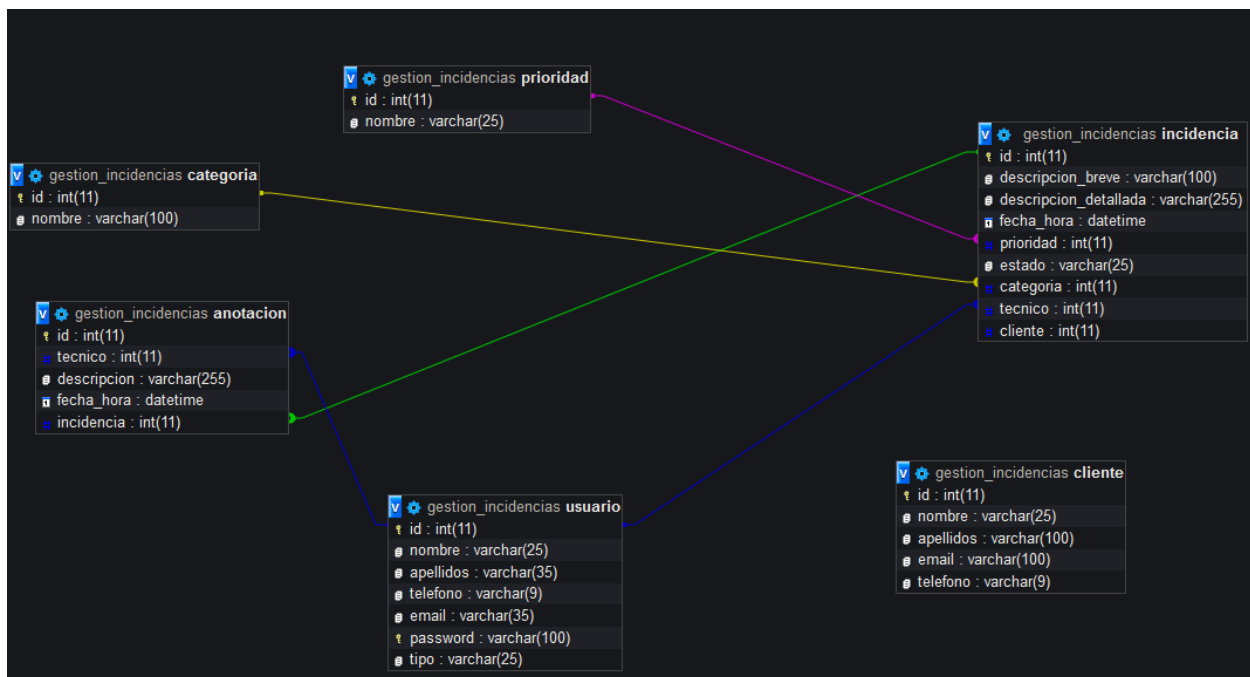 gestion_incidencias prioridad
id : int(11)
nombre : varchar(25)
gestion_incidencias incidencia
id : int(11)
descripcion_breve : varchar(100)
descripcion_detallada : varchar(255)
fecha_hora : datetime
prioridad : int(11)
estado : varchar(25)
categoria : int(11)
tecnico : int(11)
cliente : int(11)
gestion_incidencias categoria
id : int(11)
nombre : varchar(100)
gestion_incidencias anotacion
id : int(11)
tecnico : int(11)
descripcion : varchar(255)
fecha_hora : datetime
incidencia : int(11)
gestion_incidencias cliente
id : int(11)
nombre : varchar(25)
apellidos : varchar(100)
email : varchar(100)
telefono : varchar(9)
gestion_incidencias usuario
id : int(11)
nombre : varchar(25)
apellidos : varchar(35)
telefono : varchar(9)
email : varchar(35)
password : varchar(100)
tipo : varchar(25)